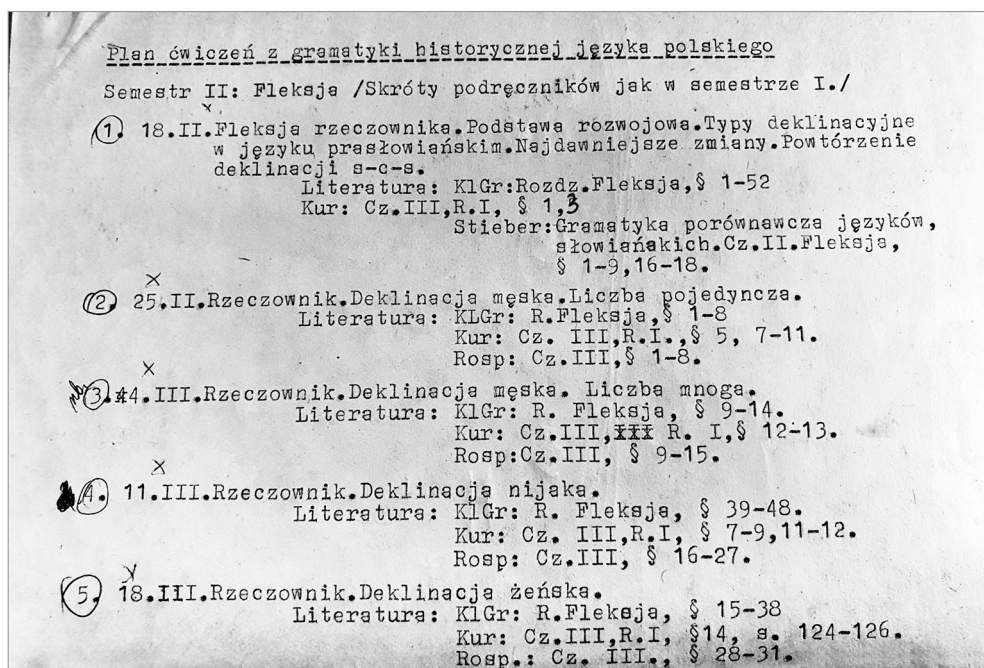 Plan ćwiczeń z gramatyki historycznej języka polskiego
Semestr II: Fleksja /Skróty podręczników jak w semestrze I./
1. 18.II.Fleksja rzeczownika.Podstawa rozwojowa.Typy deklinacyjne
w języku prasłowiańskim.Najdawniejsze zmiany.Powtórzenie
deklinacji s-c-s.
Literatura: KlGr:Rozdz.Fleksja,§ 1-52
Kur: Cz.III,R.I, § 1,3
Stieber:Gramatyka porównawcza języków,
słowiańskich.Cz.II.Fleksja,
§ 1-9,16-18.
2. 25.II.Rzeczownik.Deklinacja męska.Liczba pojedyncza.
Literatura: KLGr: R.Fleksja,§ 1-8
Kur: Cz. III,R.I.,§ 5, 7-11.
Rosp: Cz.III,§ 1-8.
3. 4.III.Rzeczownik.Deklinacja męska. Liczba mnoga.
Literatura: KlGr: R. Fleksja, § 9-14.
Kur: Cz.III, R. I,§ 12-13.
Rosp:Cz.III, § 9-15.
4. 11.III.Rzeczownik.Deklinacja nijaka.
Literatura: KlGr: R. Fleksja, § 39-48.
Kur: Cz. III,R.I, § 7-9,11-12.
Rosp: Cz.III, § 16-27.
5. 18.III.Rzeczownik.Deklinacja żeńska.
Literatura: KlGr: R.Fleksja, § 15-38
Kur: Cz.III,R.I, §14, s. 124-126.
Rosp.: Cz. III., § 28-31.